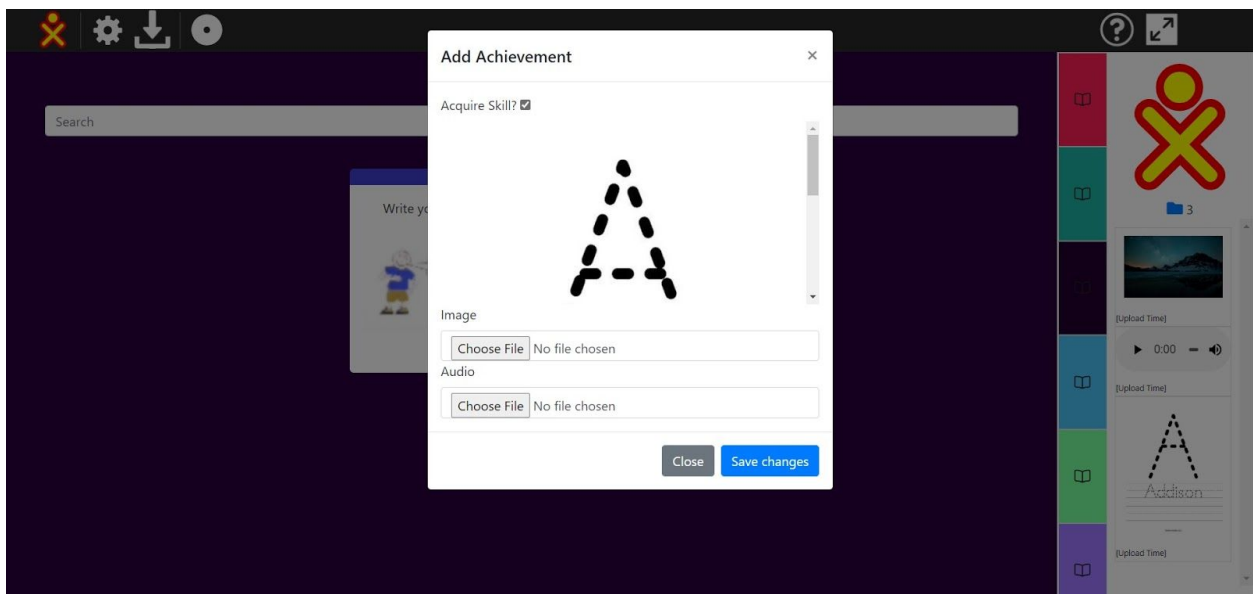 Add Achievement ×
Acquire Skill?
Search
Write yo
Image
Choose File No file chosen
Audio
Choose File No file chosen
Close Save changes
3
[Upload Time]
0:00
[Upload Time]
A
Addison
[Upload Time]